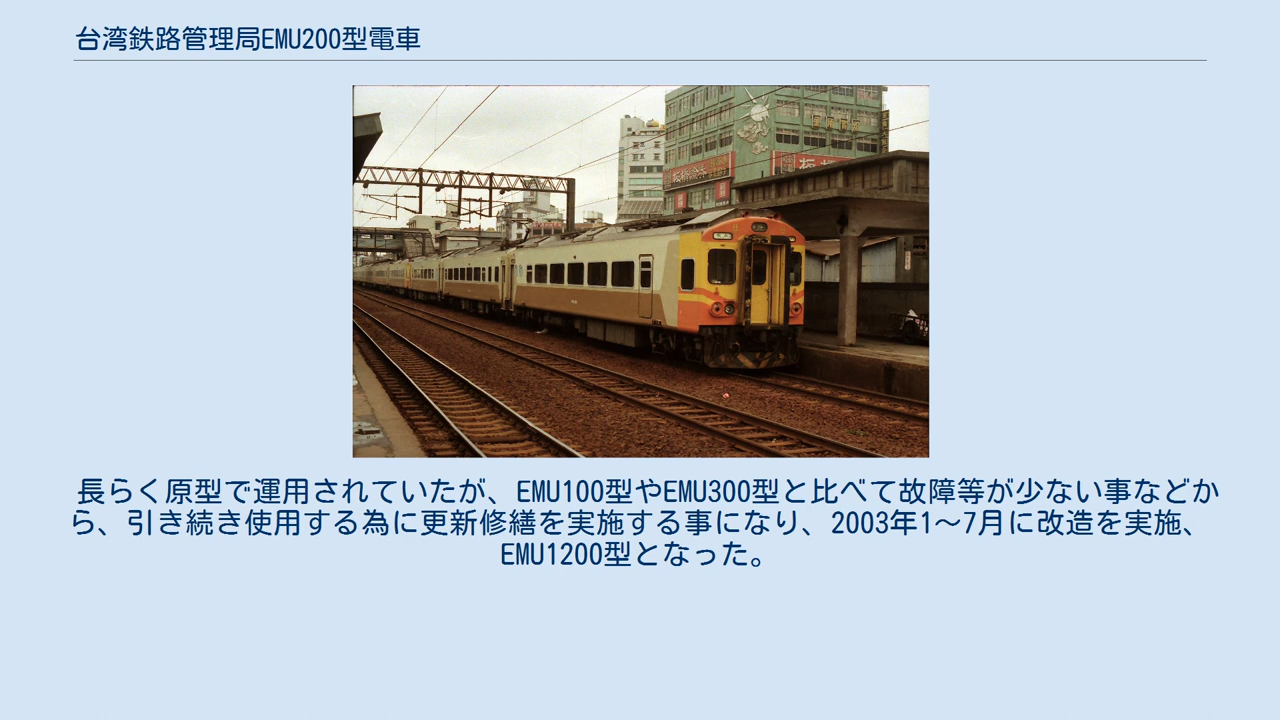 台湾鉄路管理局EMU200型電車
長らく原型で運用されていたが、EMU100型やEMU300型と比べて故障等が少ない事などか
ら、引き続き使用する為に更新修繕を実施する事になり、2003年1～7月に改造を実施、
EMU1200型となった。